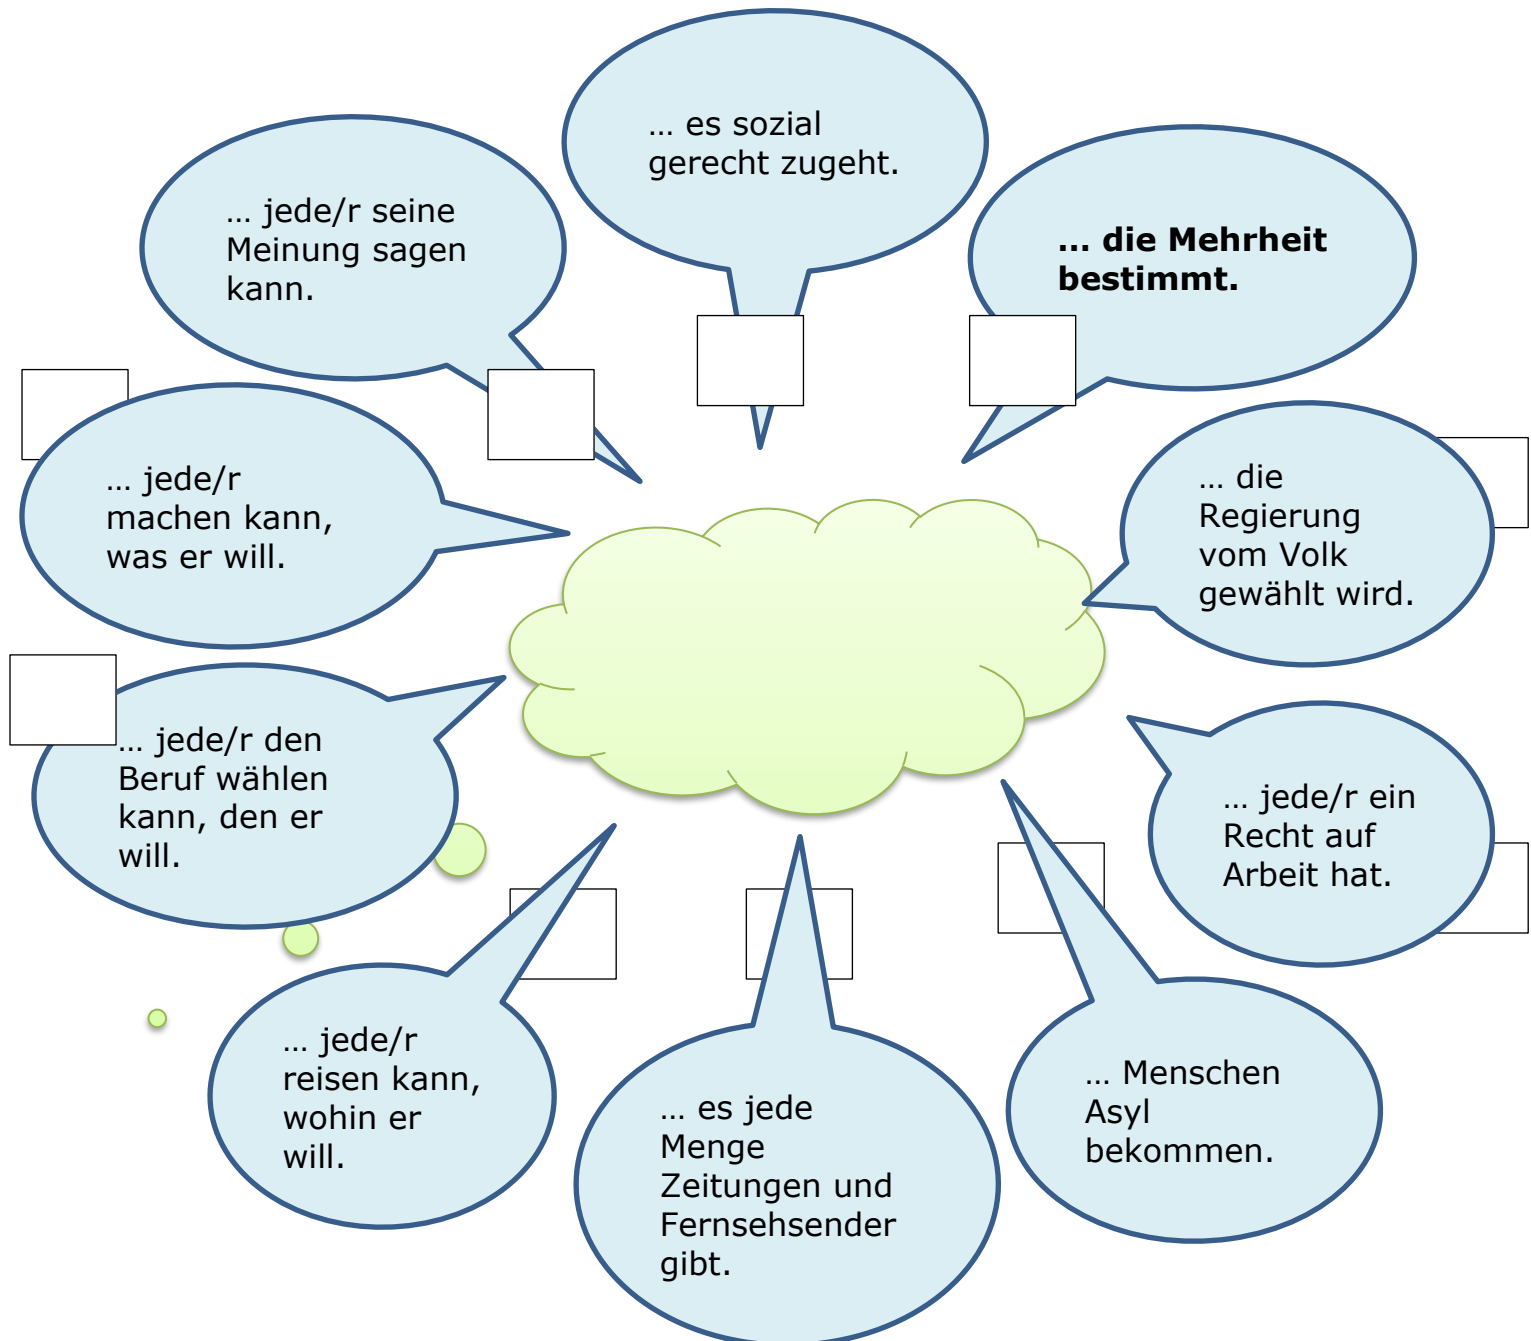 … es sozial
gerecht zugeht.
… jede/r seine
Meinung sagen
kann.
… die Mehrheit
bestimmt.
… jede/r
machen kann,
was er will.
… die
Regierung
vom Volk
gewählt wird.
… jede/r den
Beruf wählen
kann, den er
will.
… jede/r ein
Recht auf
Arbeit hat.
… jede/r
reisen kann,
wohin er
will.
… es jede
Menge
Zeitungen und
Fernsehsender
gibt.
… Menschen
Asyl
bekommen.